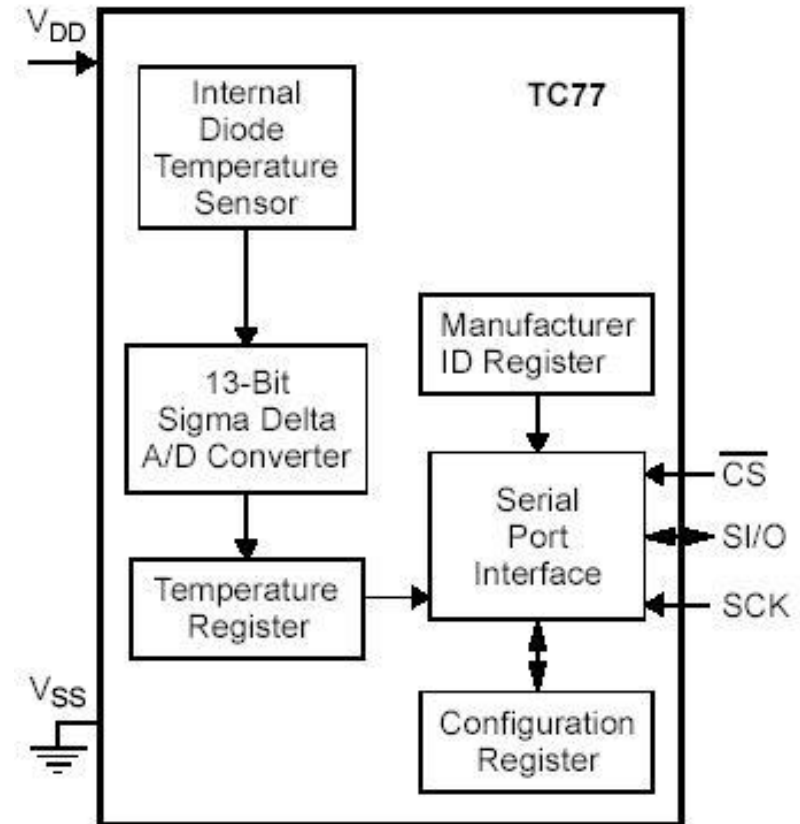 VDD
TC77
Internal
Diode
Temperature
Sensor
Manufacturer
ID Register
13-Bit
Sigma Delta
A/D Converter
Serial
Port
Interface
CS
SI/O
SCK
Temperature
Register
VSS
Configuration
Register